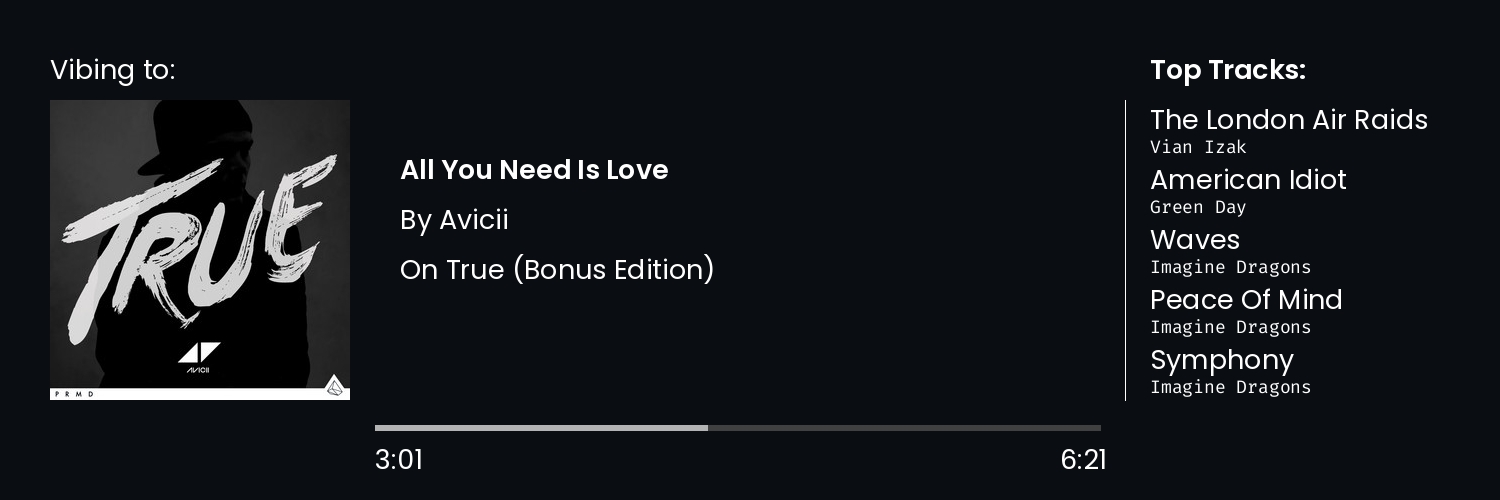 Vibing to:
TRUE
AVICII
PRMD
All You Need Is Love
By Avicii
On True (Bonus Edition)
3:01
6:21
Top Tracks:
The London Air Raids
Vian Izak
American Idiot
Green Day
Waves
Imagine Dragons
Peace Of Mind
Imagine Dragons
Symphony
Imagine Dragons